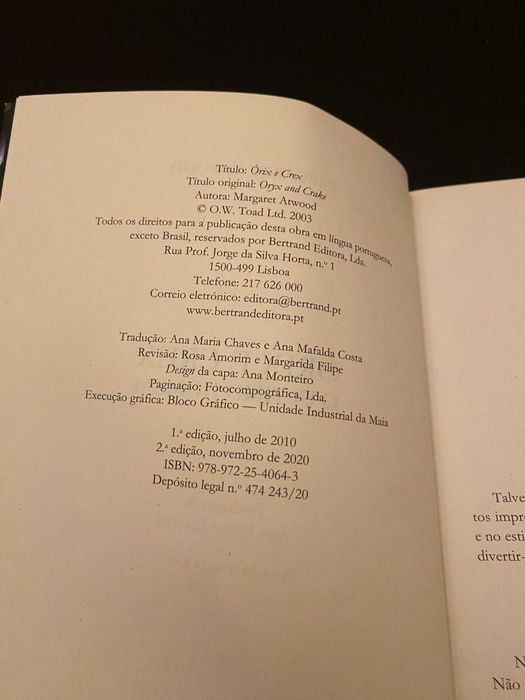 Título: Órix e Crex
Título original: Oryx and Crake
Autora: Margaret Atwood
© O.W. Toad Ltd. 2003
Todos os direitos para a publicação desta obra em língua portuguesa,
exceto Brasil, reservados por Bertrand Editora, Lda.
Rua Prof. Jorge da Silva Horta, n.º 1
1500-499 Lisboa
Telefone: 217 626 000
Correio eletrónico: editora@bertrand.pt
www.bertrandeditora.pt
Tradução: Ana Maria Chaves e Ana Mafalda Costa
Revisão: Rosa Amorim e Margarida Filipe
Design da capa: Ana Monteiro
Paginação: Fotocompográfica, Lda.
Execução gráfica: Bloco Gráfico — Unidade Industrial da Maia
1.ª edição, julho de 2010
2.ª edição, novembro de 2020
ISBN: 978-972-25-4064-3
Depósito legal n.º 474 243/20
Talve
tos impre
e no esti
divertir-
N
Não